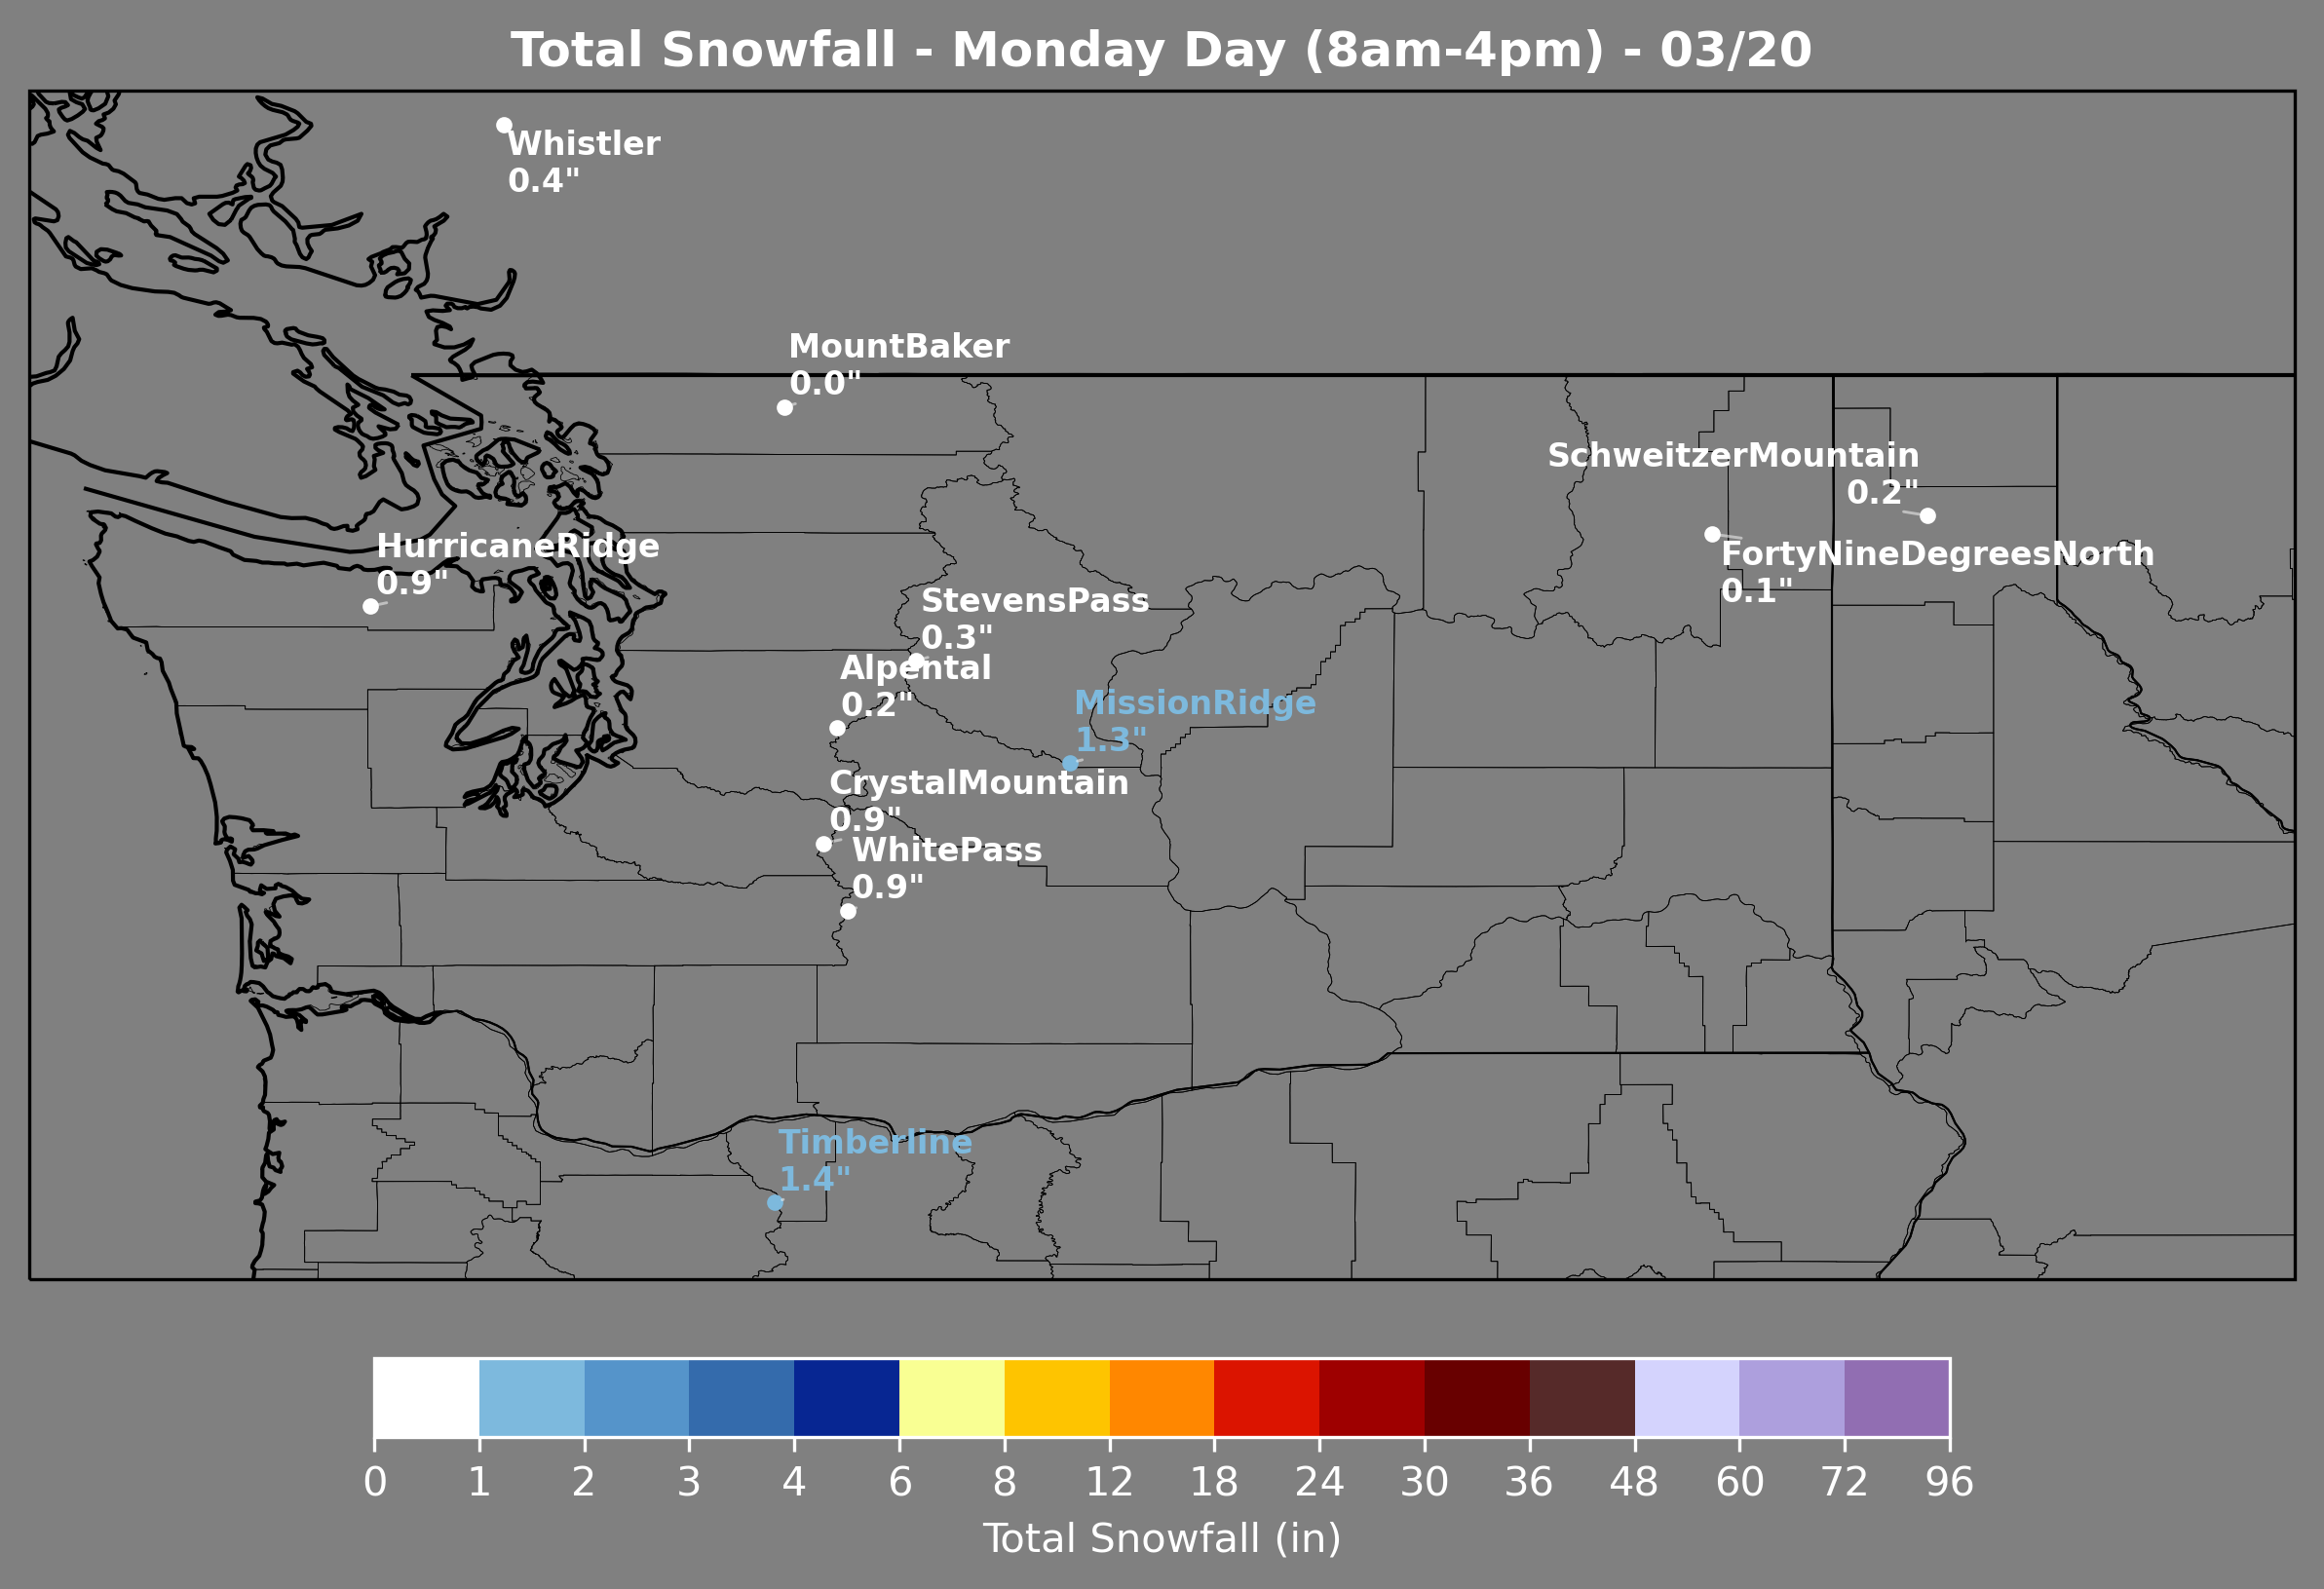 Total Snowfall - Monday Day (8am-4pm) - 03/20
Whistler
0.4"
MountBaker
0.0"
SchweitzerMountain
0.2"
HurricaneRidge
0.9"
FortyNineDegreesNorth
0.1"
StevensPass
0.3"
Alpental
0.2"
MissionRidge
1.3"
CrystalMountain
0.9"
WhitePass
0.9"
Timberline
1.4"
0 1 2 3 4 6 8 12 18 24 30 36 48 60 72 96
Total Snowfall (in)